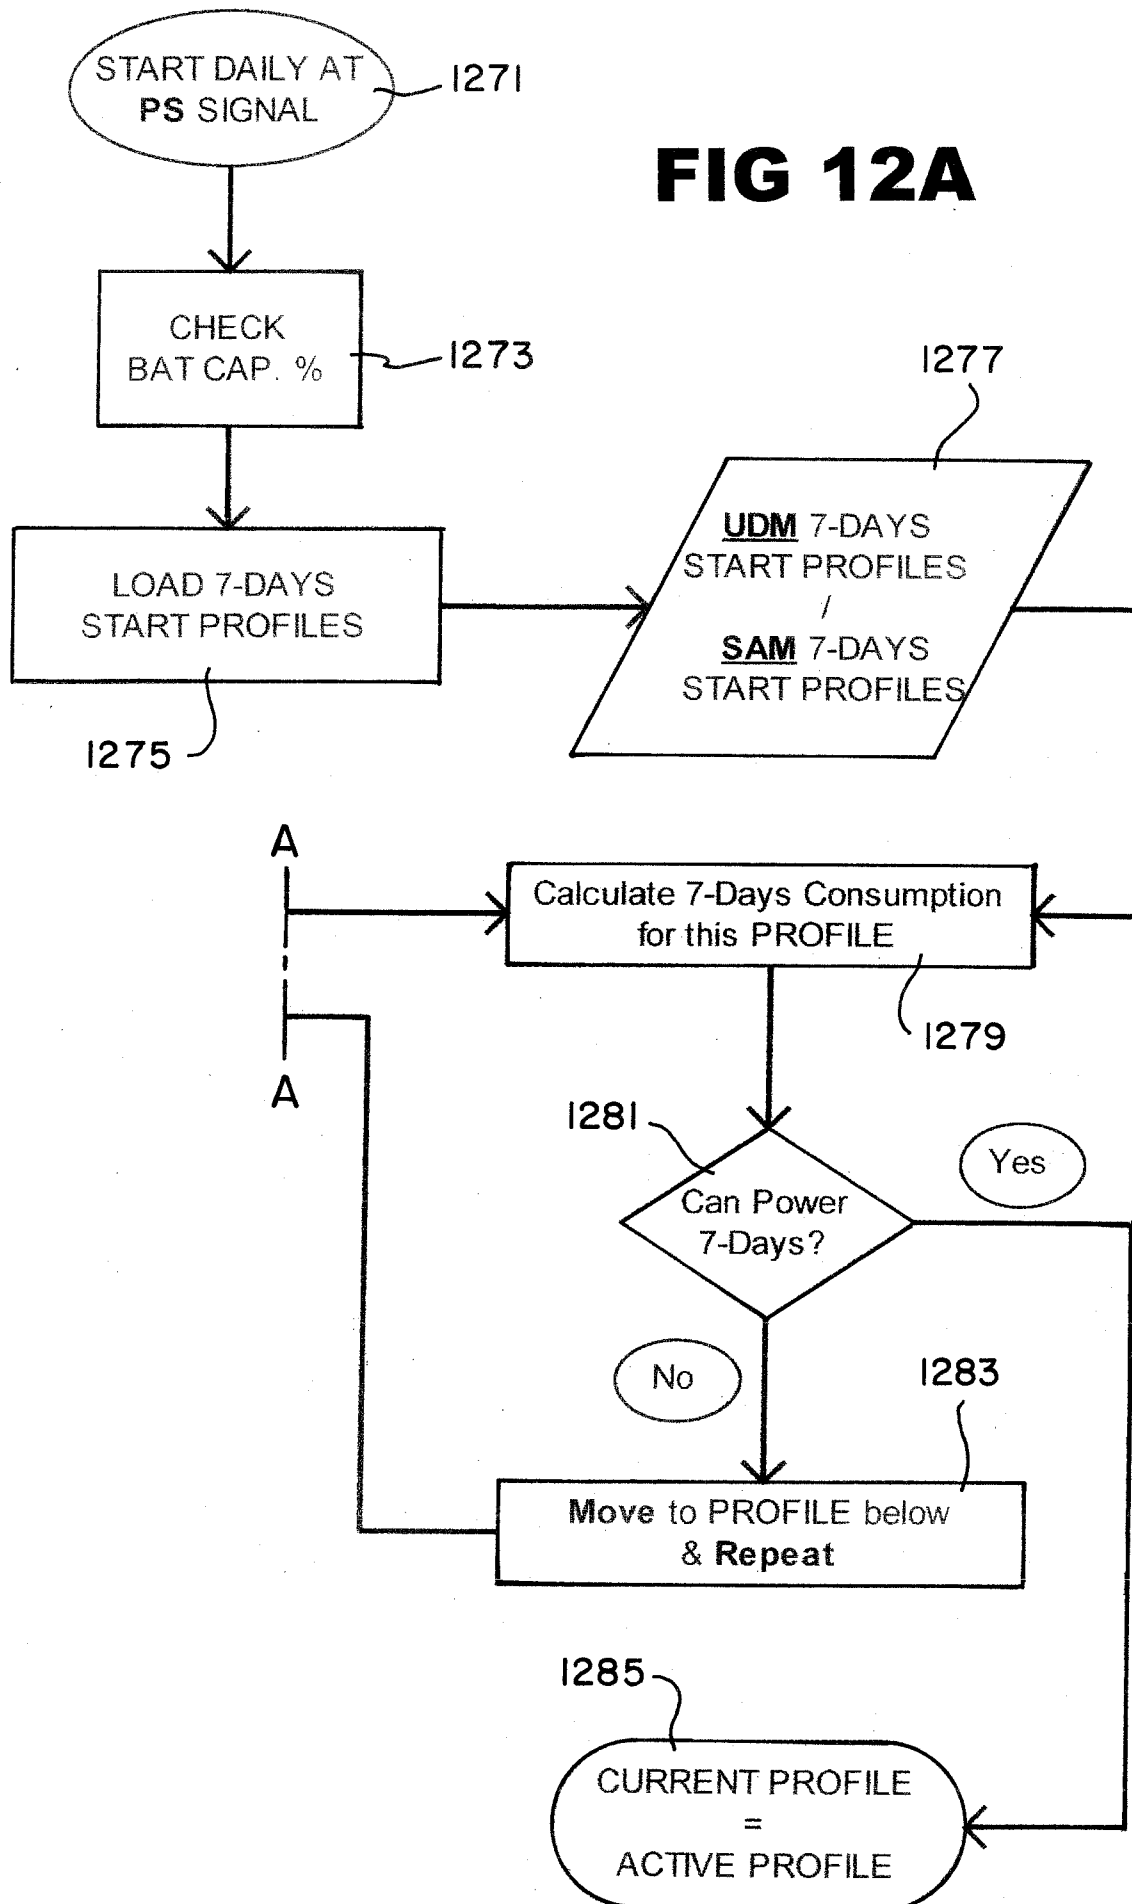 START DAILY AT
PS SIGNAL
1271
FIG 12A
CHECK
BAT CAP. %
1273
1277
LOAD 7-DAYS
START PROFILES
1275
UDM 7-DAYS
START PROFILES
/
SAM 7-DAYS
START PROFILES
A
A
Calculate 7-Days Consumption
for this PROFILE
1279
1281
Can Power
7-Days?
Yes
No
1283
Move to PROFILE below
& Repeat
1285
CURRENT PROFILE
=
ACTIVE PROFILE